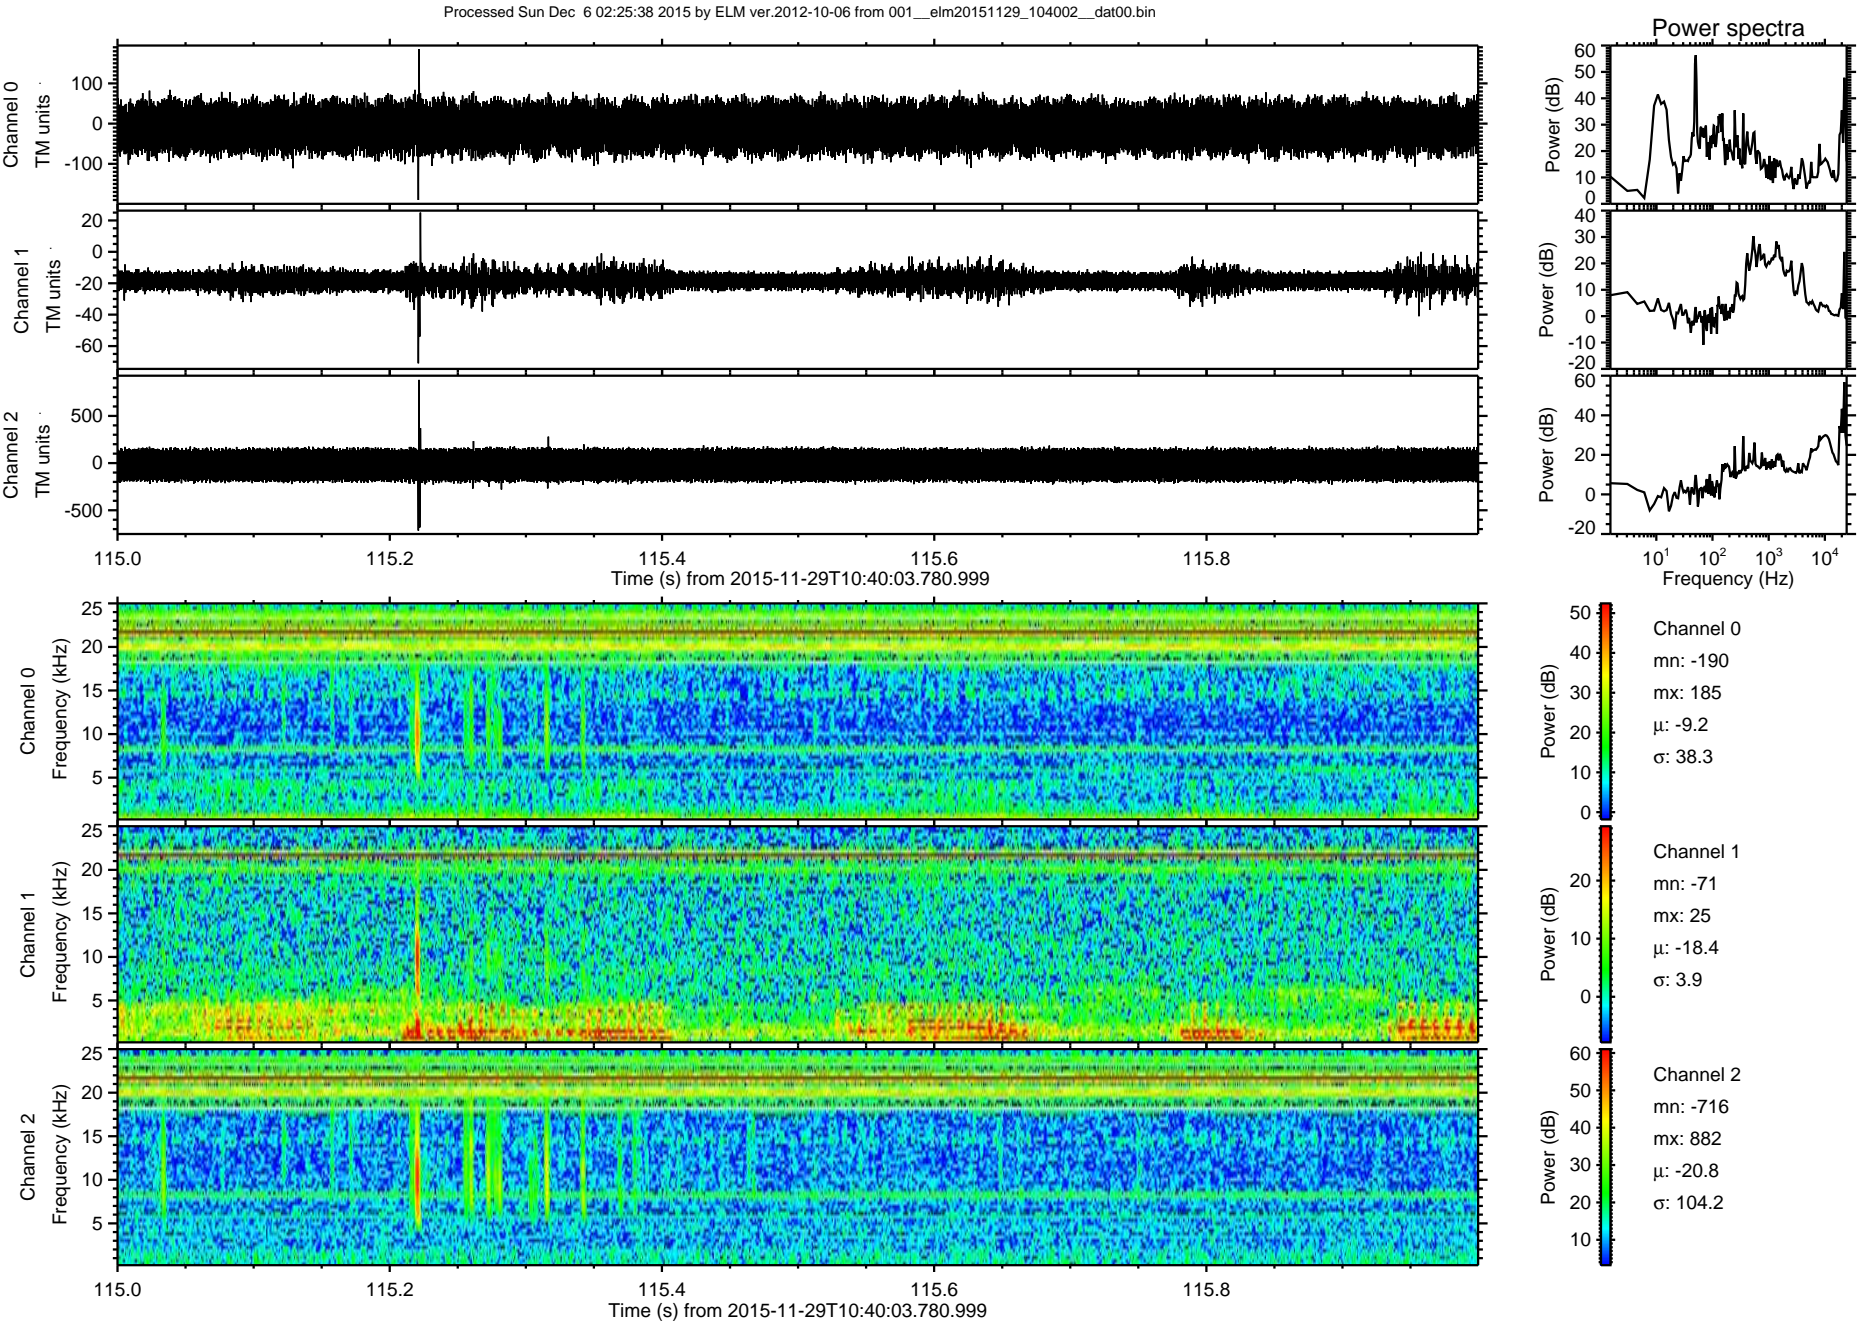 Processed Sun Dec  6 02:25:38 2015 by ELM ver.2012-10-06 from 001__elm20151129_104002__dat00.bin
Power spectra
Channel 0
TM units
100
0
-100
Power (dB)
60
50
40
30
20
10
0
Channel 1
TM units
20
0
-20
-40
-60
Power (dB)
40
30
20
10
0
-10
-20
Channel 2
TM units
500
0
-500
Power (dB)
60
40
20
0
-20
115.0 115.2 115.4 115.6 115.8
Time (s) from 2015-11-29T10:40:03.780.999
10¹ 10² 10³ 10⁴
Frequency (Hz)
Channel 0
Frequency (kHz)
25
20
15
10
5
Power (dB)
50
40
30
20
10
0
Channel 0
mn: -190
mx: 185
μ: -9.2
σ: 38.3
Channel 1
Frequency (kHz)
25
20
15
10
5
Power (dB)
20
10
0
Channel 1
mn: -71
mx: 25
μ: -18.4
σ: 3.9
Channel 2
Frequency (kHz)
25
20
15
10
5
Power (dB)
60
50
40
30
20
10
Channel 2
mn: -716
mx: 882
μ: -20.8
σ: 104.2
115.0 115.2 115.4 115.6 115.8
Time (s) from 2015-11-29T10:40:03.780.999